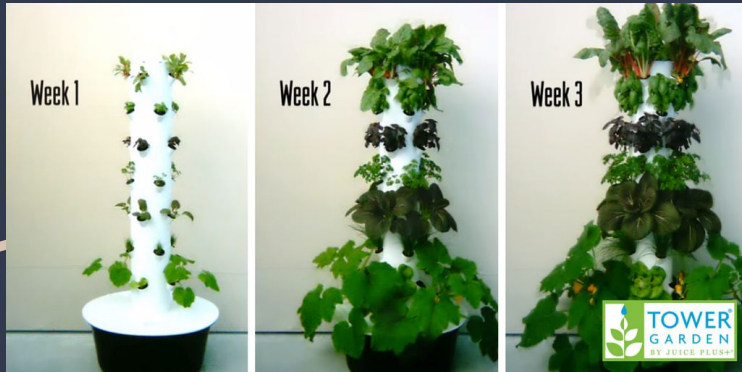 Week 1
Week 2
Week 3
TOWER®
GARDEN
BY JUICE PLUS+®